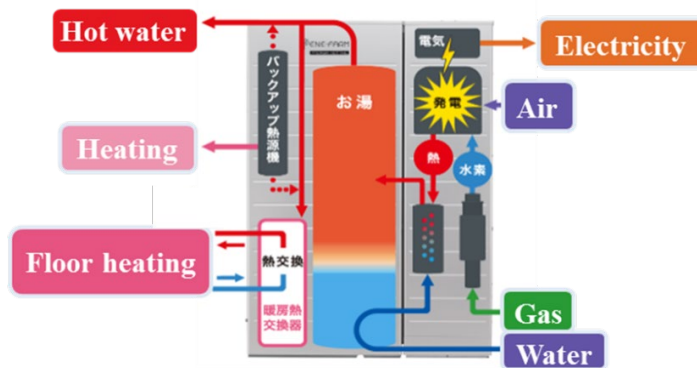 Hot water
ENE-FARM
電気
Electricity
バックアップ熱源機
お湯
発電
Air
Heating
熱
水素
Floor heating
熱交換
暖房熱
交換器
Gas
Water